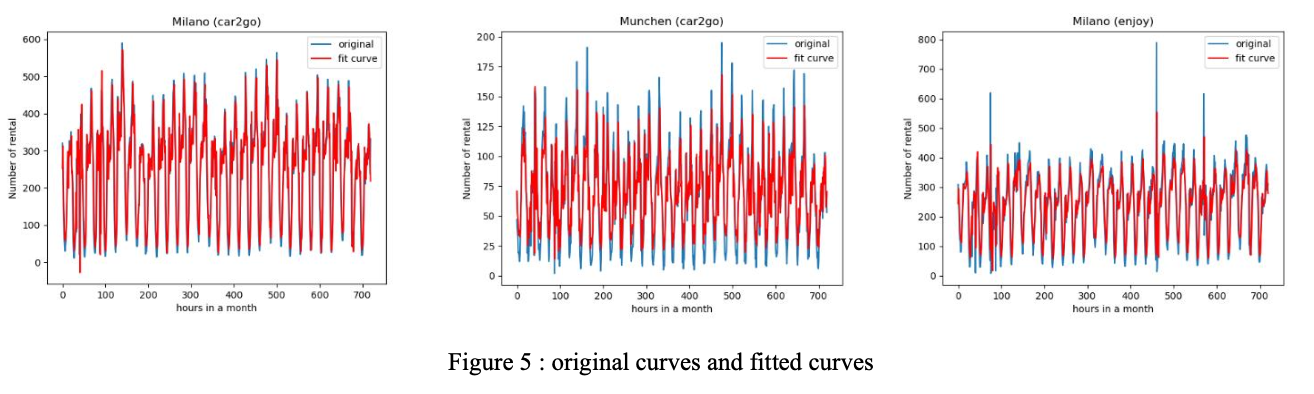 Milano (car2go)
original
fit curve
600
500
400
300
200
100
0
Number of rental
0 100 200 300 400 500 600 700
hours in a month
Munchen (car2go)
original
fit curve
200
175
150
125
100
75
50
25
0
Number of rental
0 100 200 300 400 500 600 700
hours in a month
Milano (enjoy)
original
fit curve
800
700
600
500
400
300
200
100
0
Number of rental
0 100 200 300 400 500 600 700
hours in a month
Figure 5 : original curves and fitted curves